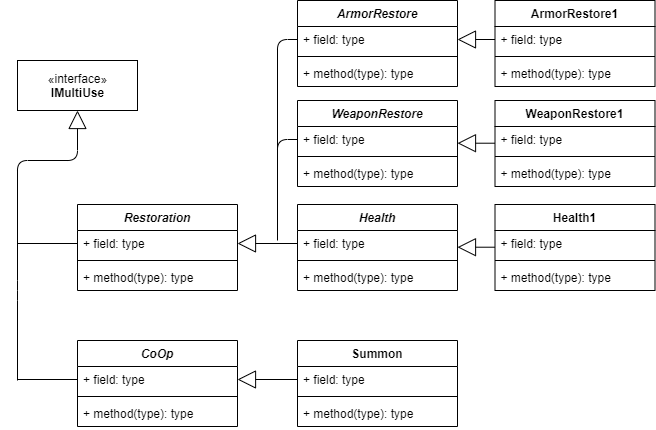 ArmorRestore
+ field: type
+ method(type): type
ArmorRestore1
+ field: type
+ method(type): type
«interface»
IMultiUse
WeaponRestore
+ field: type
+ method(type): type
WeaponRestore1
+ field: type
+ method(type): type
Restoration
+ field: type
+ method(type): type
Health
+ field: type
+ method(type): type
Health1
+ field: type
+ method(type): type
CoOp
+ field: type
+ method(type): type
Summon
+ field: type
+ method(type): type